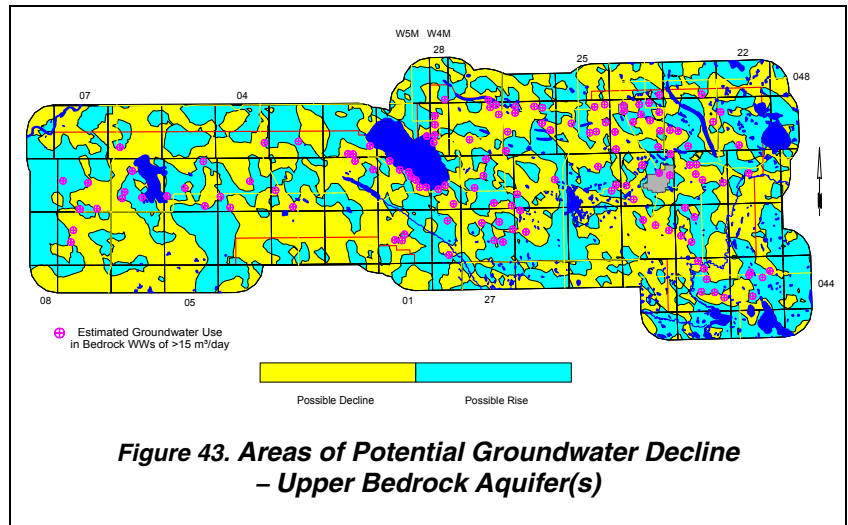 W5M W4M
28
22
25
048
07
04
044
08
05
01
27
Estimated Groundwater Use
in Bedrock WWs of >15 m³/day
Possible Decline
Possible Rise
Figure 43. Areas of Potential Groundwater Decline
– Upper Bedrock Aquifer(s)